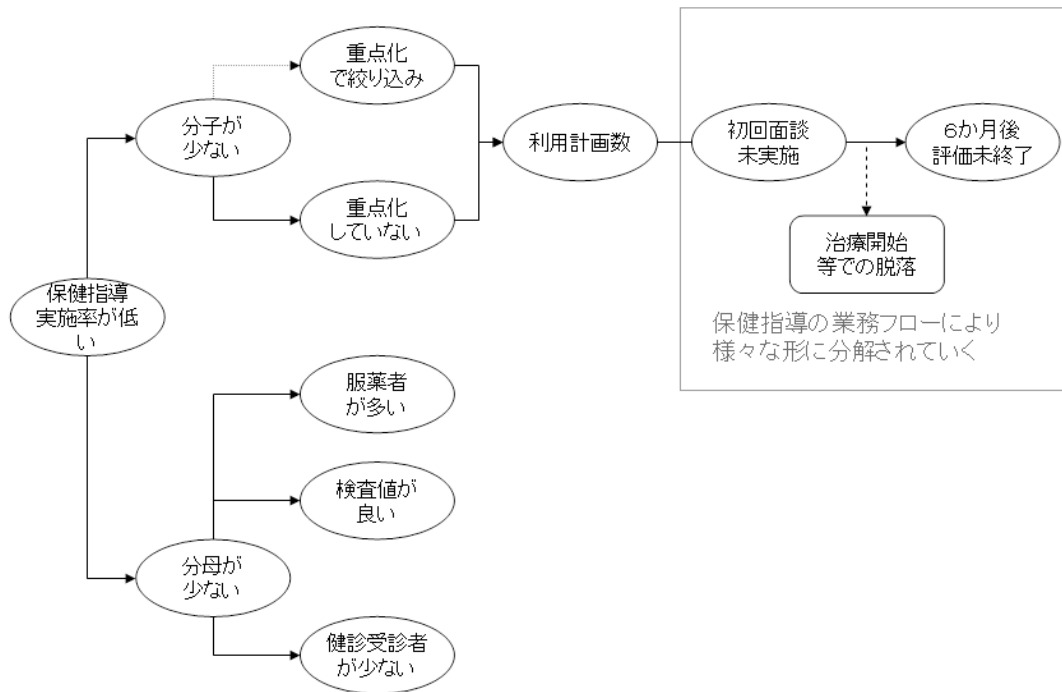 重点化
で絞り込み
分子が
少ない
利用計画数
初回面談
未実施
6か月後
評価未終了
重点化
していない
治療開始
等での脱落
保健指導
実施率が低
い
保健指導の業務フローにより
様々な形に分解されていく
服薬者
が多い
検査値が
良い
分母が
少ない
健診受診者
が少ない